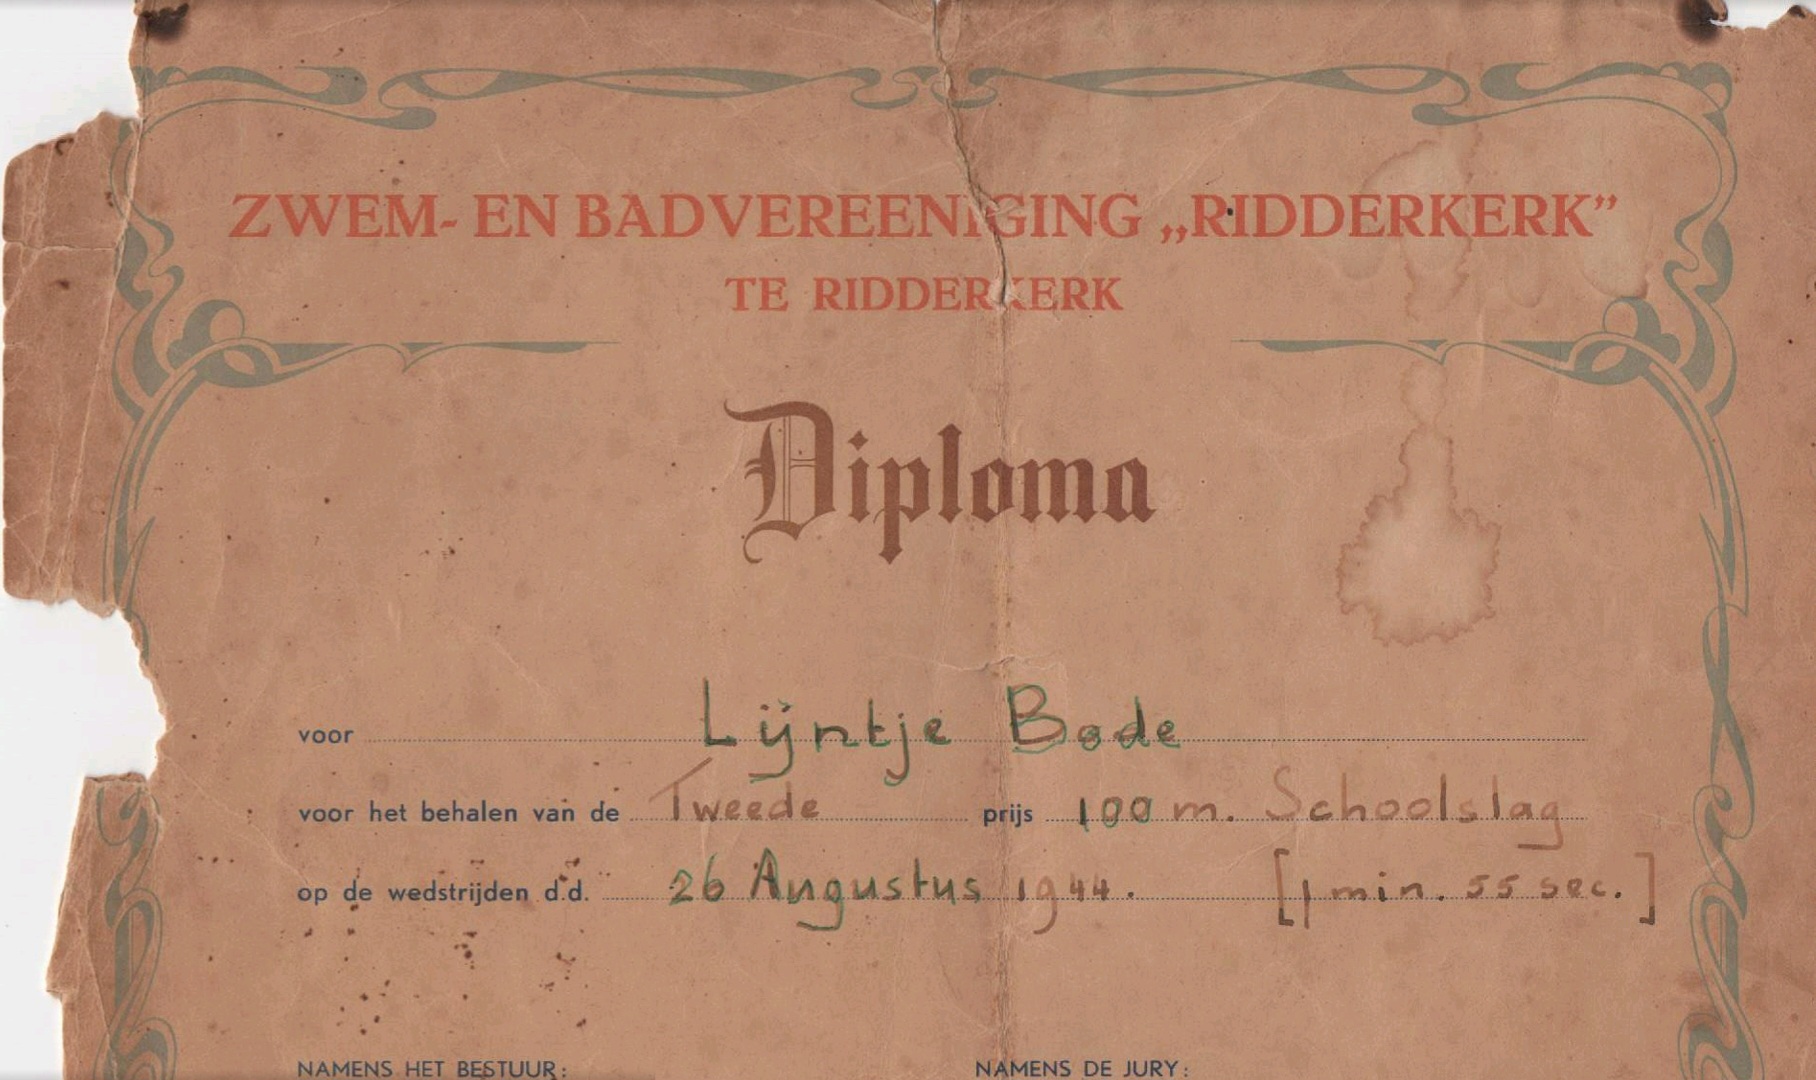 ZWEM- EN BADVEREENIGING „RIDDERKERK”
TE RIDDERKERK
Diploma
voor Lijntje Bode
voor het behalen van de Tweede prijs 100 m. Schoolslag
op de wedstrijden d.d. 26 Augustus 1944. [1 min. 55 sec.]
NAMENS HET BESTUUR: NAMENS DE JURY: